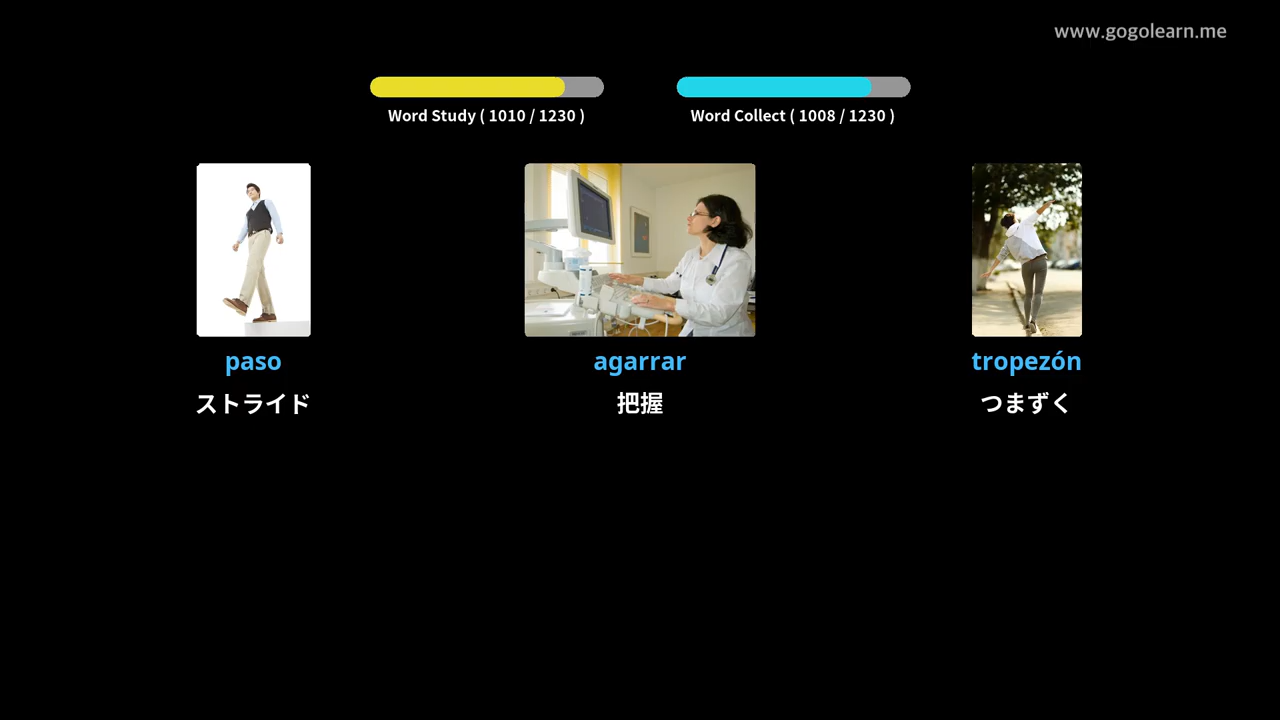 www.gogolearn.me
Word Study ( 1010 / 1230 )
Word Collect ( 1008 / 1230 )
paso
ストライド
agarrar
把握
tropezón
つまずく